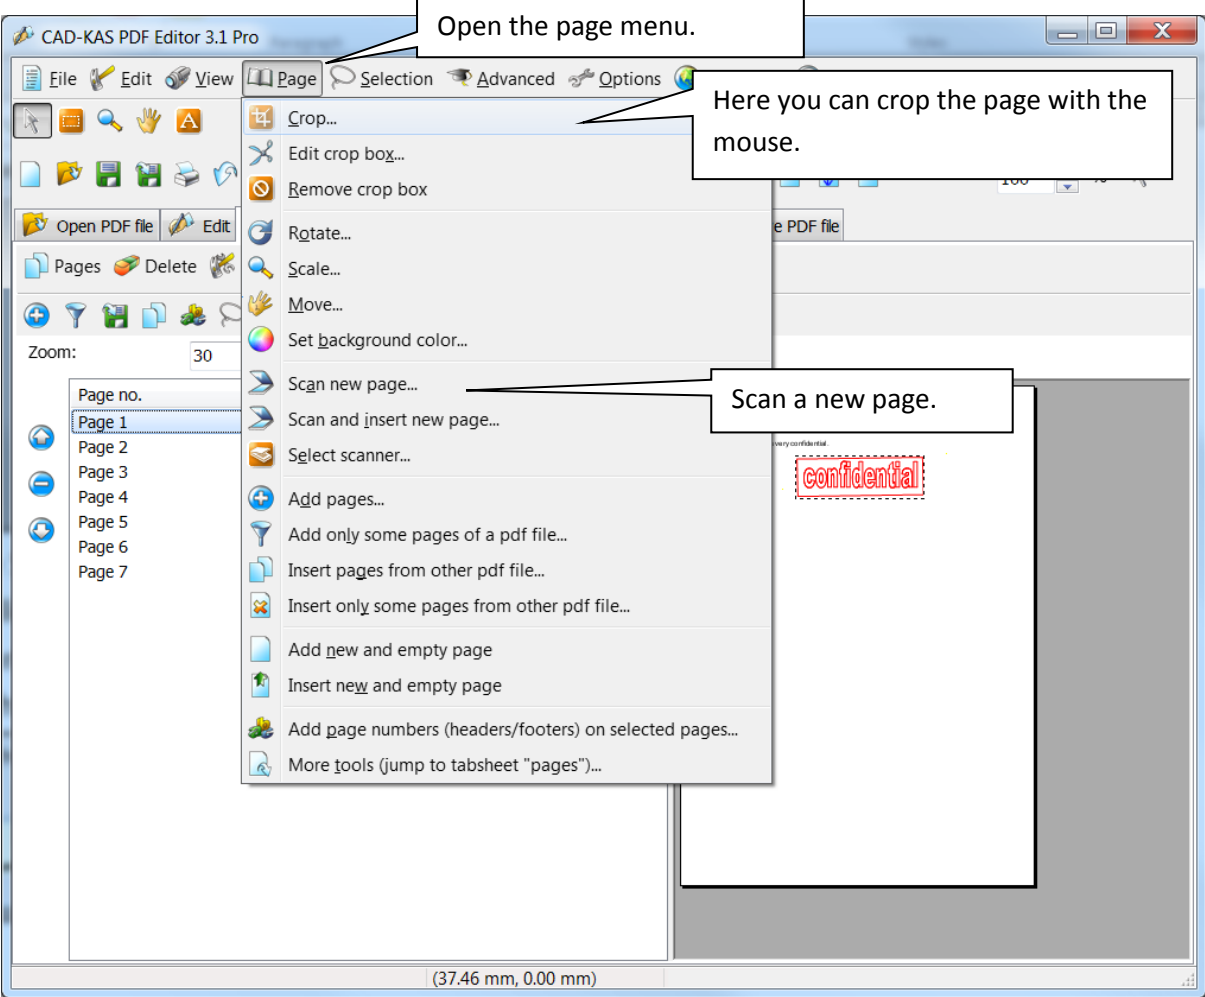 Open the page menu.
CAD-KAS PDF Editor 3.1 Pro
File Edit View Page Selection Advanced Options
Here you can crop the page with the
mouse.
Crop...
Edit crop box...
Remove crop box
100
Open PDF file Edit
e PDF file
Rotate...
Pages Delete
Scale...
Move...
Set background color...
Zoom:
30
Scan new page...
Scan a new page.
Page no.
Page 1
Page 2
Page 3
Page 4
Page 5
Page 6
Page 7
Scan and insert new page...
Select scanner...
very confidential.
confidential
Add pages...
Add only some pages of a pdf file...
Insert pages from other pdf file...
Insert only some pages from other pdf file...
Add new and empty page
Insert new and empty page
Add page numbers (headers/footers) on selected pages...
More tools (jump to tabsheet "pages")...
(37.46 mm, 0.00 mm)